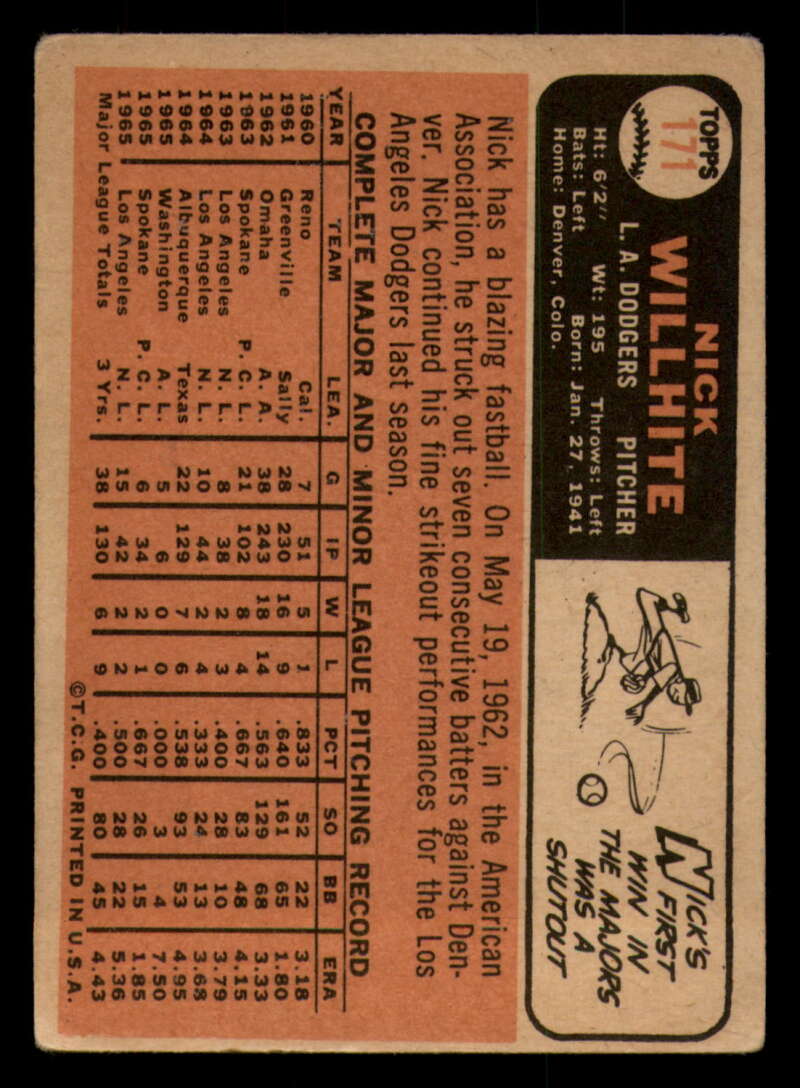 TOPPS
171
NICK
WILLHITE
L. A. DODGERS PITCHER
Ht: 6'2" Wt: 195 Throws: Left
Bats: Left Born: Jan. 27, 1941
Home: Denver, Colo.
NICK'S
FIRST
WIN IN
THE MAJORS
WAS A
SHUTOUT
Nick has a blazing fastball. On May 19, 1962, in the American
Association, he struck out seven consecutive batters against Den-
ver. Nick continued his fine strikeout performances for the Los
Angeles Dodgers last season.
COMPLETE MAJOR AND MINOR LEAGUE PITCHING RECORD
YEAR TEAM LEA. G IP W L PCT SO BB ERA
1960 Reno Cal. 7 51 5 1 .833 52 22 3.18
1961 Greenville Sally 28 230 16 9 .640 161 65 1.80
1962 Omaha A. A. 38 243 18 14 .563 129 68 3.33
1963 Spokane P. C. L. 21 102 8 4 .667 83 48 4.15
1963 Los Angeles N. L. 8 38 2 3 .400 28 10 3.79
1964 Los Angeles N. L. 10 44 2 4 .333 24 13 3.68
1964 Albuquerque Texas 22 129 7 6 .538 93 53 4.95
1965 Washington A. L. 5 6 0 0 .000 3 4 7.50
1965 Spokane P. C. L. 6 34 2 1 .667 26 15 1.85
1965 Los Angeles N. L. 15 42 2 2 .500 28 22 5.36
Major League Totals 3 Yrs. 38 130 6 9 .400 80 45 4.43
©T.C.G. PRINTED IN U.S.A.